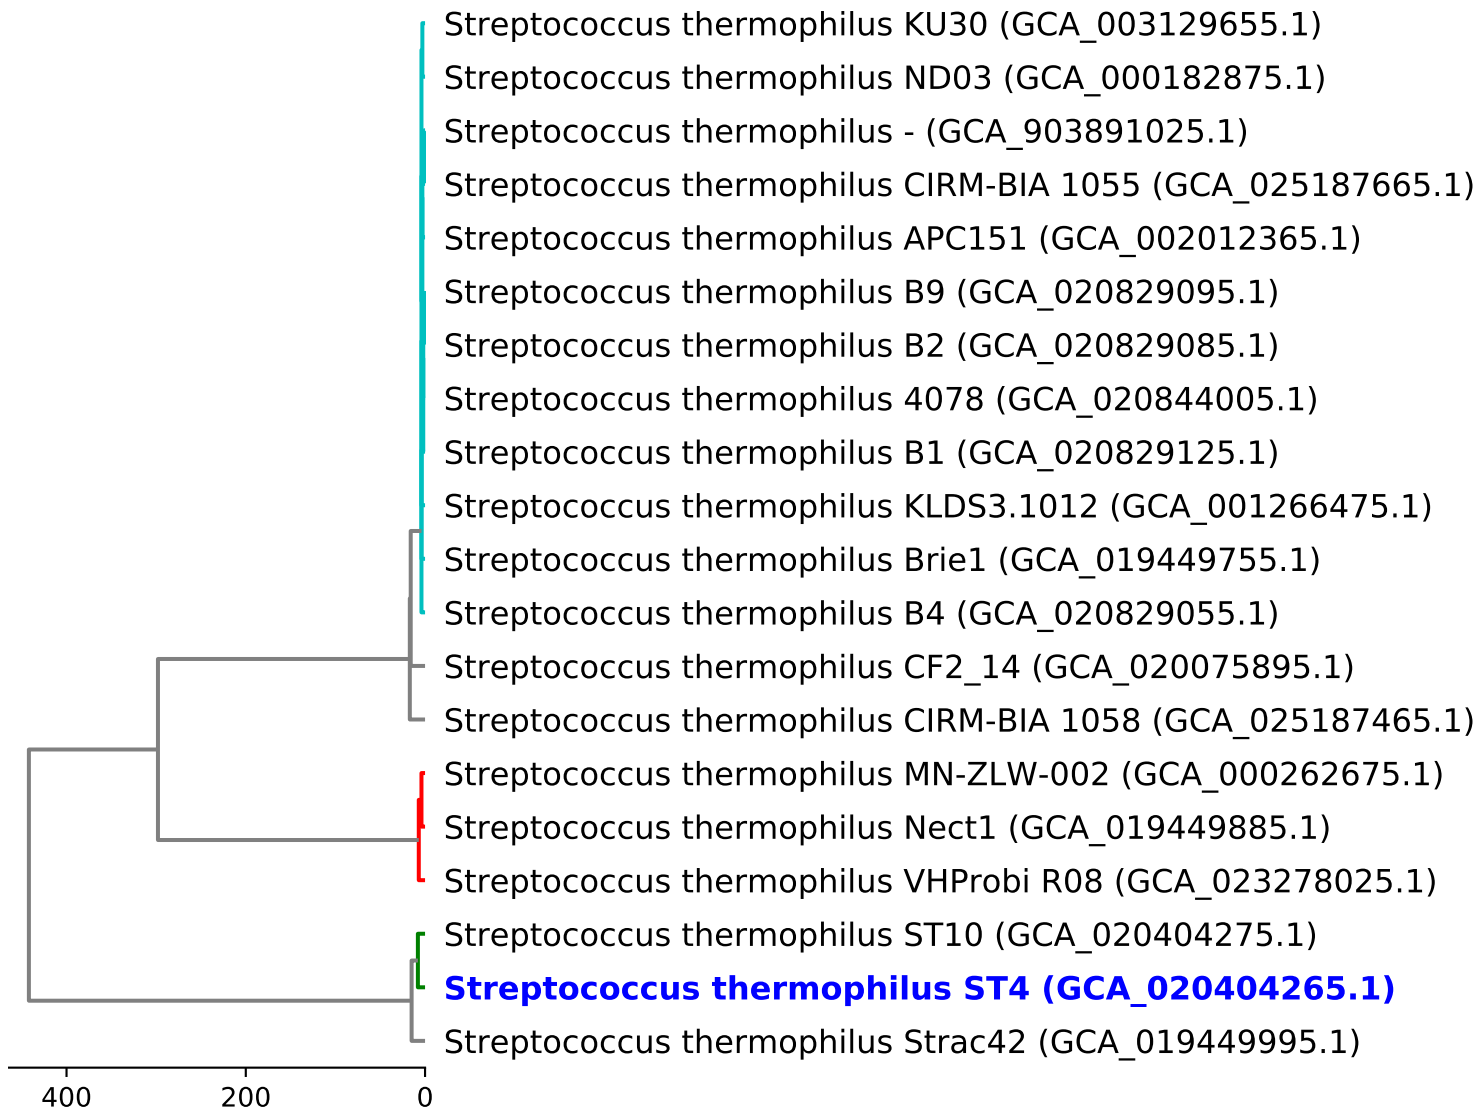 Streptococcus thermophilus KU30 (GCA_003129655.1)
Streptococcus thermophilus ND03 (GCA_000182875.1)
Streptococcus thermophilus - (GCA_903891025.1)
Streptococcus thermophilus CIRM-BIA 1055 (GCA_025187665.1)
Streptococcus thermophilus APC151 (GCA_002012365.1)
Streptococcus thermophilus B9 (GCA_020829095.1)
Streptococcus thermophilus B2 (GCA_020829085.1)
Streptococcus thermophilus 4078 (GCA_020844005.1)
Streptococcus thermophilus B1 (GCA_020829125.1)
Streptococcus thermophilus KLDS3.1012 (GCA_001266475.1)
Streptococcus thermophilus Brie1 (GCA_019449755.1)
Streptococcus thermophilus B4 (GCA_020829055.1)
Streptococcus thermophilus CF2_14 (GCA_020075895.1)
Streptococcus thermophilus CIRM-BIA 1058 (GCA_025187465.1)
Streptococcus thermophilus MN-ZLW-002 (GCA_000262675.1)
Streptococcus thermophilus Nect1 (GCA_019449885.1)
Streptococcus thermophilus VHProbi R08 (GCA_023278025.1)
Streptococcus thermophilus ST10 (GCA_020404275.1)
Streptococcus thermophilus ST4 (GCA_020404265.1)
Streptococcus thermophilus Strac42 (GCA_019449995.1)
400 200 0